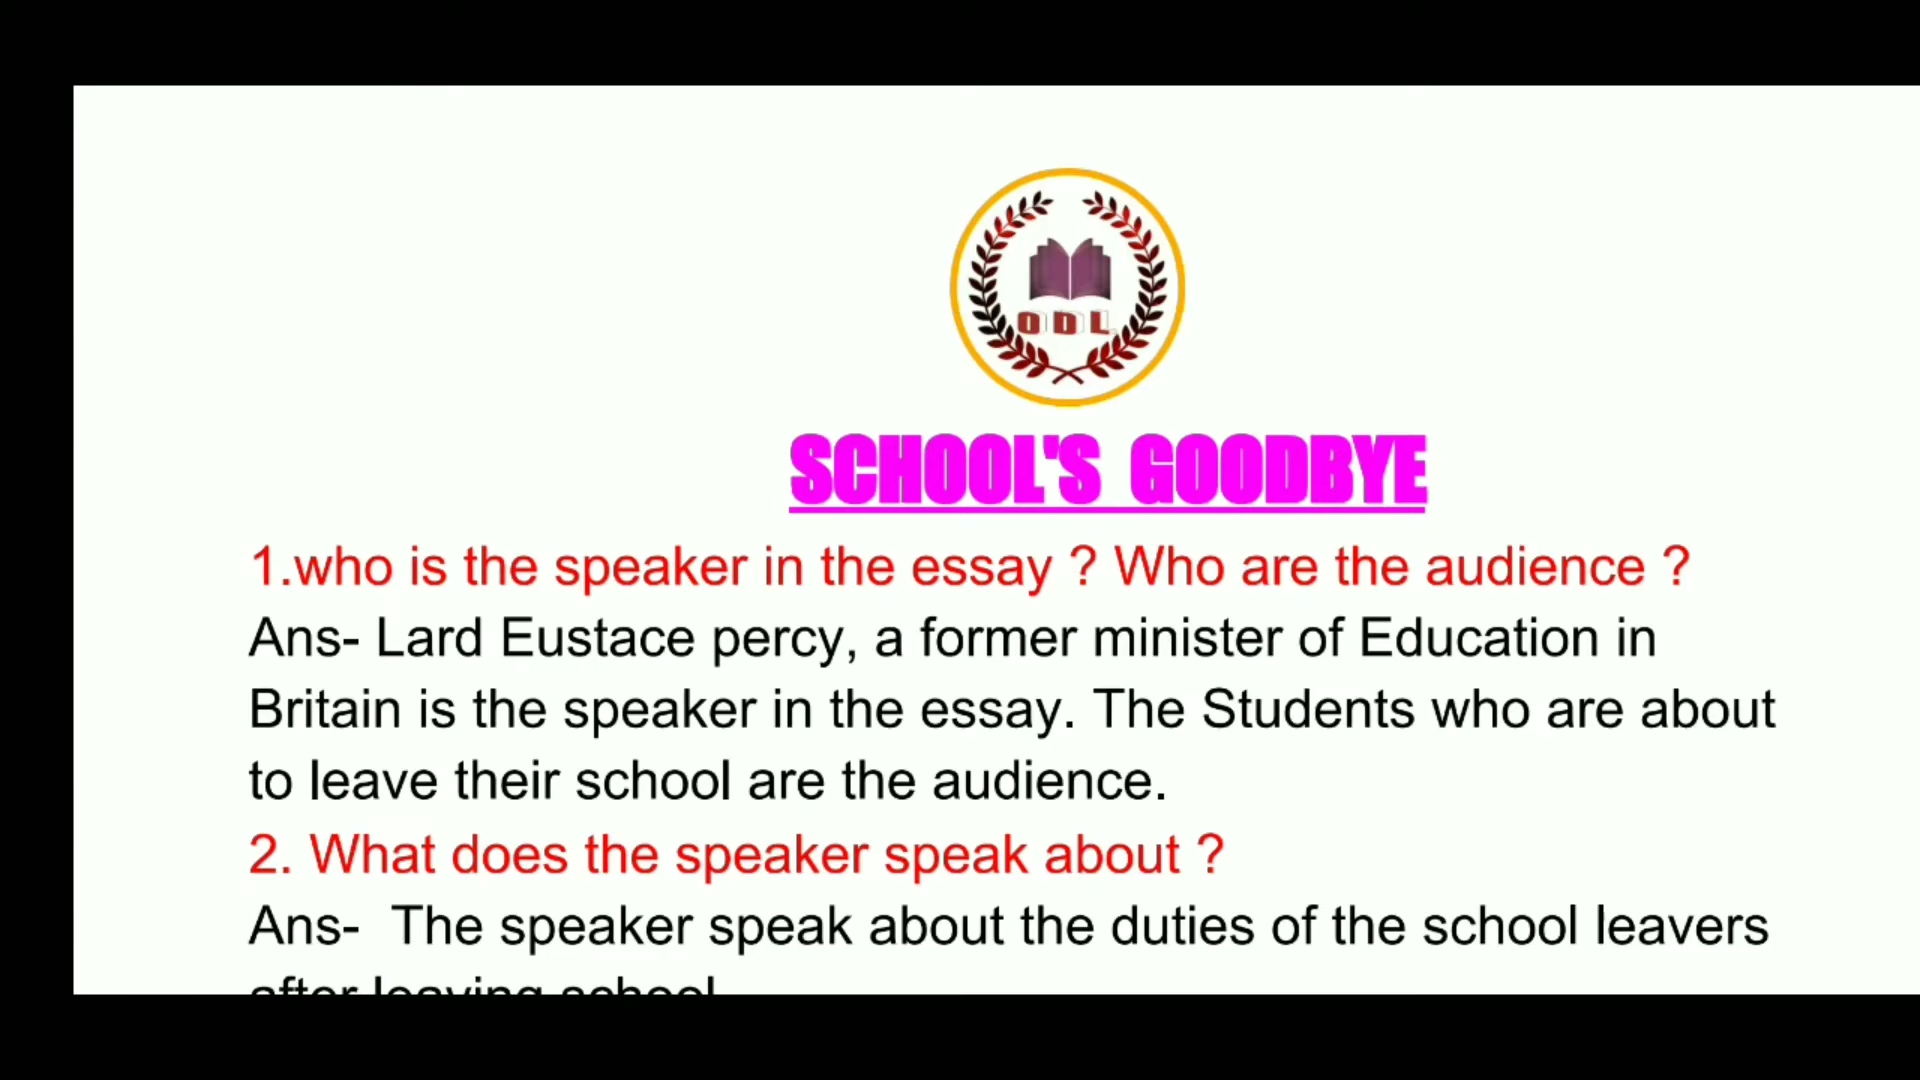 ODL
SCHOOL'S GOODBYE
1.who is the speaker in the essay ? Who are the audience ?
Ans- Lard Eustace percy, a former minister of Education in
Britain is the speaker in the essay. The Students who are about
to leave their school are the audience.
2. What does the speaker speak about ?
Ans- The speaker speak about the duties of the school leavers
after leaving school